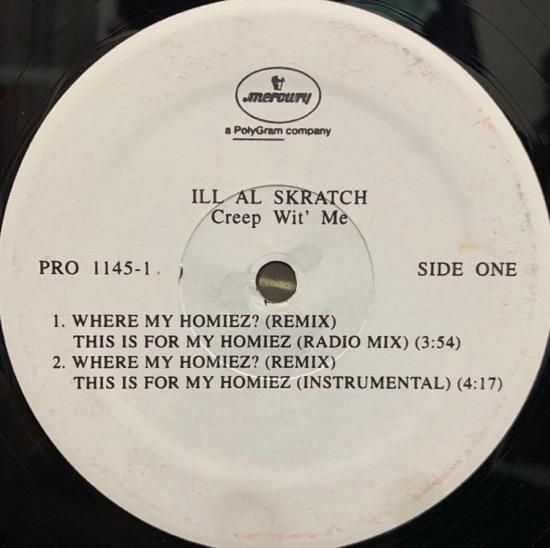 mercury
a PolyGram company
ILL AL SKRATCH
Creep Wit' Me
PRO 1145-1
SIDE ONE
1. WHERE MY HOMIEZ? (REMIX)
THIS IS FOR MY HOMIEZ (RADIO MIX) (3:54)
2. WHERE MY HOMIEZ? (REMIX)
THIS IS FOR MY HOMIEZ (INSTRUMENTAL) (4:17)